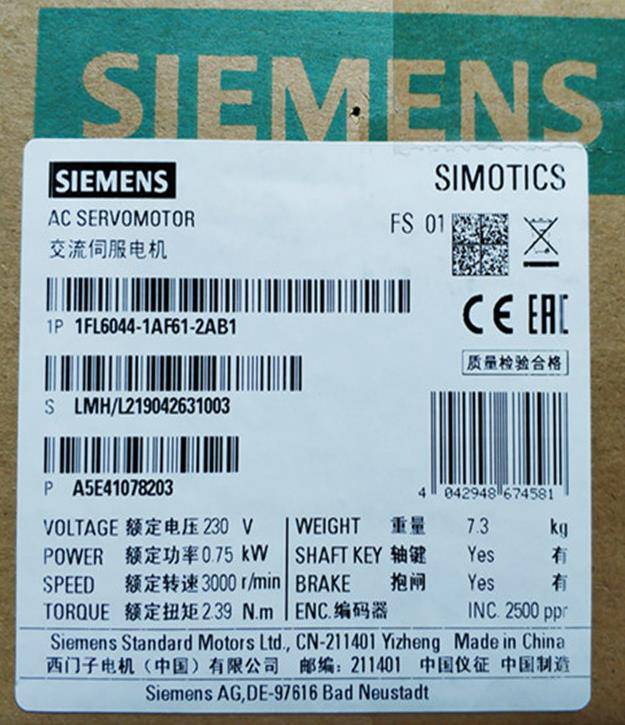 SIEMENS
SIEMENS
SIMOTICS
AC SERVOMOTOR
FS 01
交流伺服电机
1P 1FL6044-1AF61-2AB1
CE EAC
质量检验合格
S LMH/L219042631003
P A5E41078203
4 042948 674581
VOLTAGE 额定电压 230 V
WEIGHT 重量 7.3 kg
POWER 额定功率 0.75 kW
SHAFT KEY 轴键 Yes 有
SPEED 额定转速 3000 r/min
BRAKE 抱闸 Yes 有
TORQUE 额定扭矩 2.39 N.m
ENC. 编码器 INC. 2500 ppr
Siemens Standard Motors Ltd., CN-211401 Yizheng Made in China
西门子电机（中国）有限公司 邮编：211401 中国仪征 中国制造
Siemens AG,DE-97616 Bad Neustadt